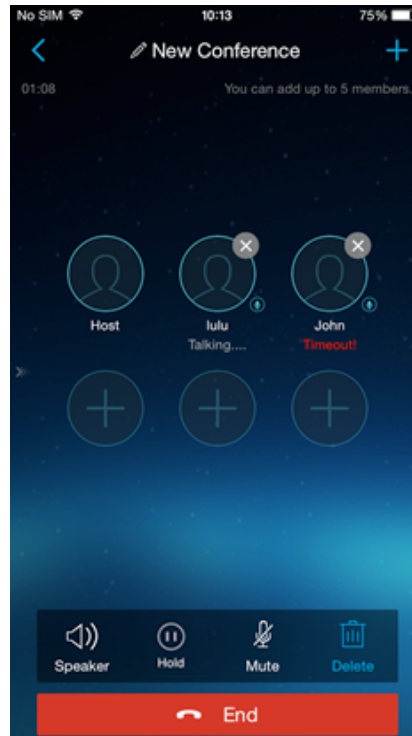 No SIM 10:13 75%
New Conference
01:08 You can add up to 5 members.
Host lulu John
Talking.... Timeout!
Speaker Hold Mute Delete
End